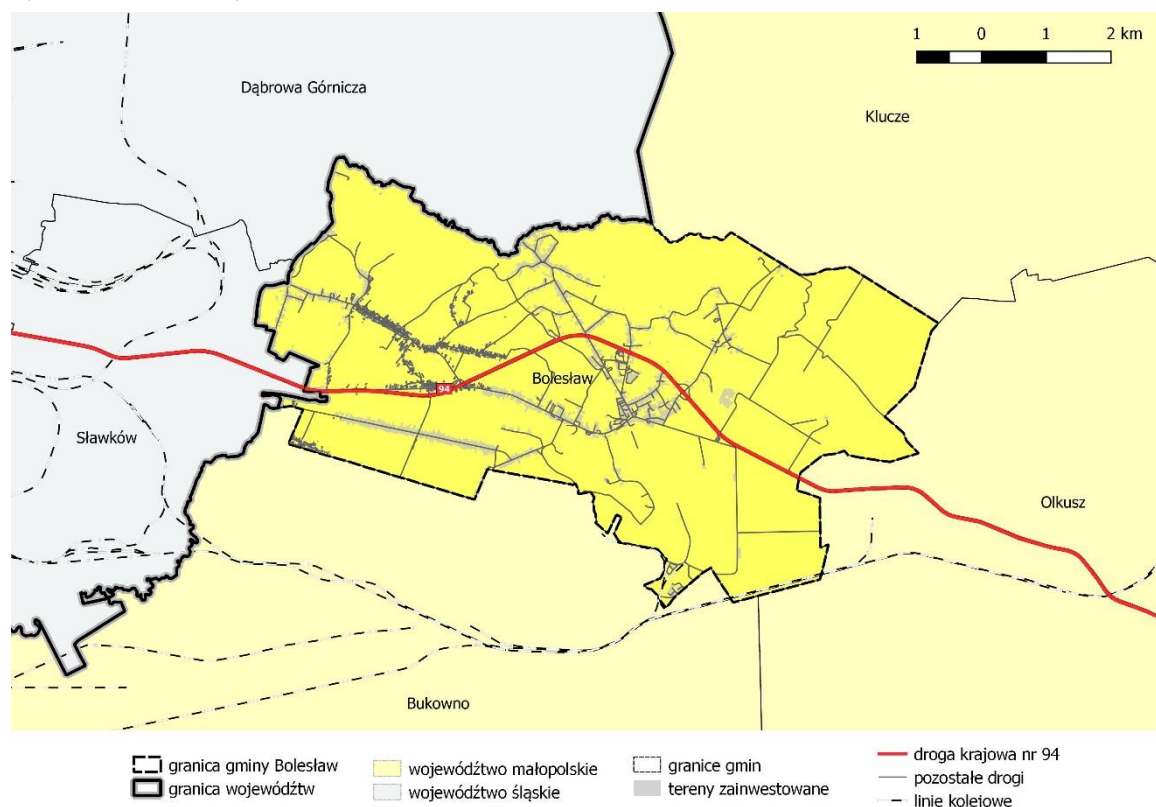 1 0 1 2 km
Dąbrowa Górnicza
Klucze
Bolesław
94
Sławków
Olkusz
Bukowno
granica gminy Bolesław
granica województw
województwo małopolskie
województwo śląskie
granice gmin
tereny zainwestowane
droga krajowa nr 94
pozostałe drogi
linie kolejowe